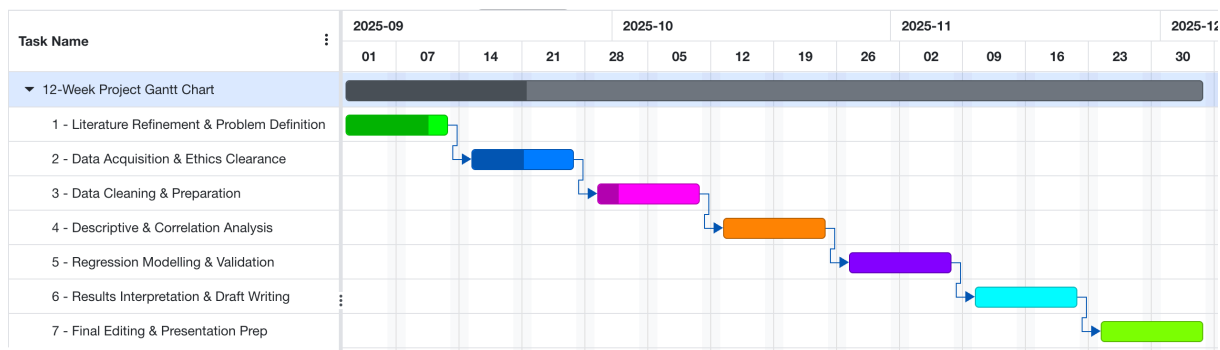 2025-09 2025-10 2025-11 2025-12
Task Name
01 07 14 21 28 05 12 19 26 02 09 16 23 30
12-Week Project Gantt Chart
1 - Literature Refinement & Problem Definition
2 - Data Acquisition & Ethics Clearance
3 - Data Cleaning & Preparation
4 - Descriptive & Correlation Analysis
5 - Regression Modelling & Validation
6 - Results Interpretation & Draft Writing
7 - Final Editing & Presentation Prep